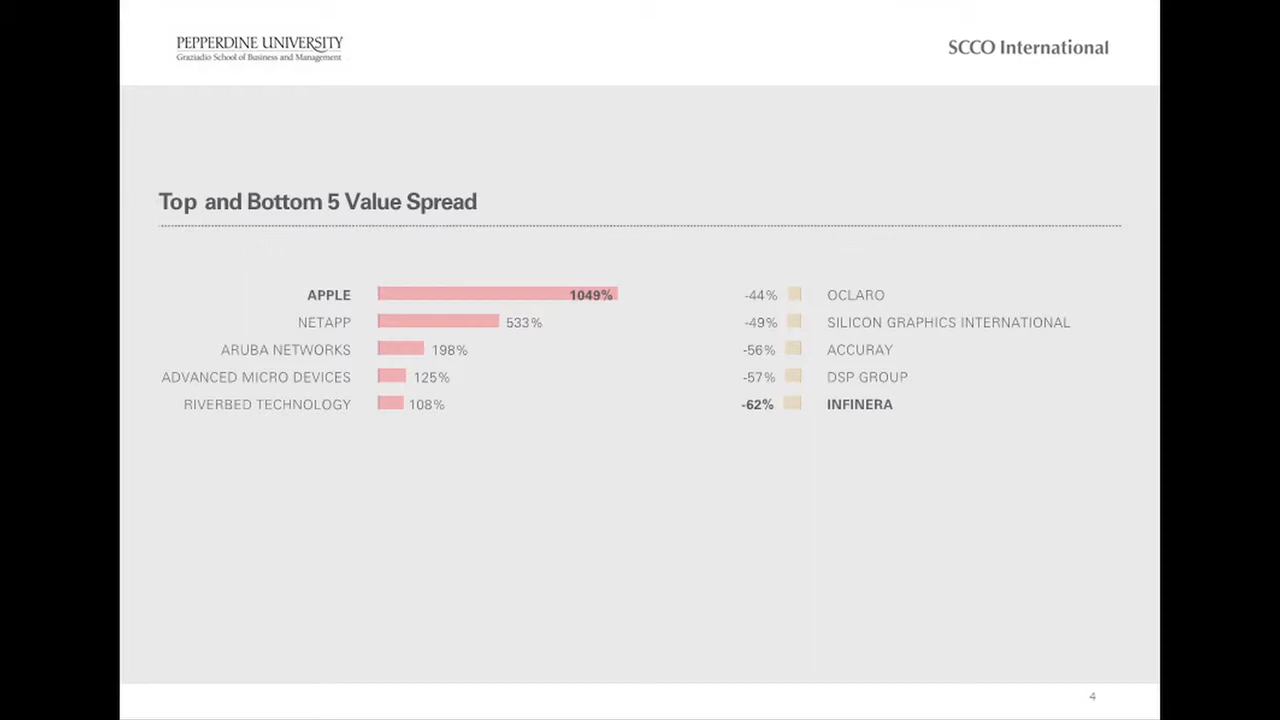 PEPPERDINE UNIVERSITY
Graziadio School of Business and Management
SCCO International
Top and Bottom 5 Value Spread
APPLE 1049%
NETAPP 533%
ARUBA NETWORKS 198%
ADVANCED MICRO DEVICES 125%
RIVERBED TECHNOLOGY 108%
-44% OCLARO
-49% SILICON GRAPHICS INTERNATIONAL
-56% ACCURAY
-57% DSP GROUP
-62% INFINERA
4